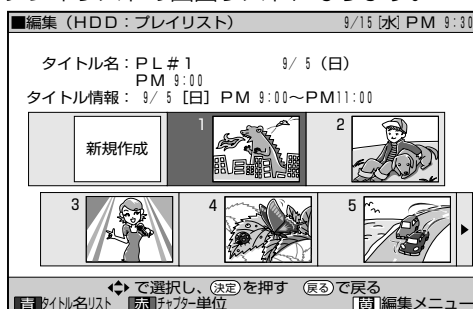 ■編集(HDD:プレイリスト) 9/15[水]PM 9:30
タイトル名:PL#1 9/ 5(日)
PM 9:00
タイトル情報: 9/ 5[日]PM 9:00~PM11:00
新規作成 1 2
3 4 5
で選択し、決定を押す 戻るで戻る
青 タイトル名リスト 赤 チャプター単位 黄 編集メニュー